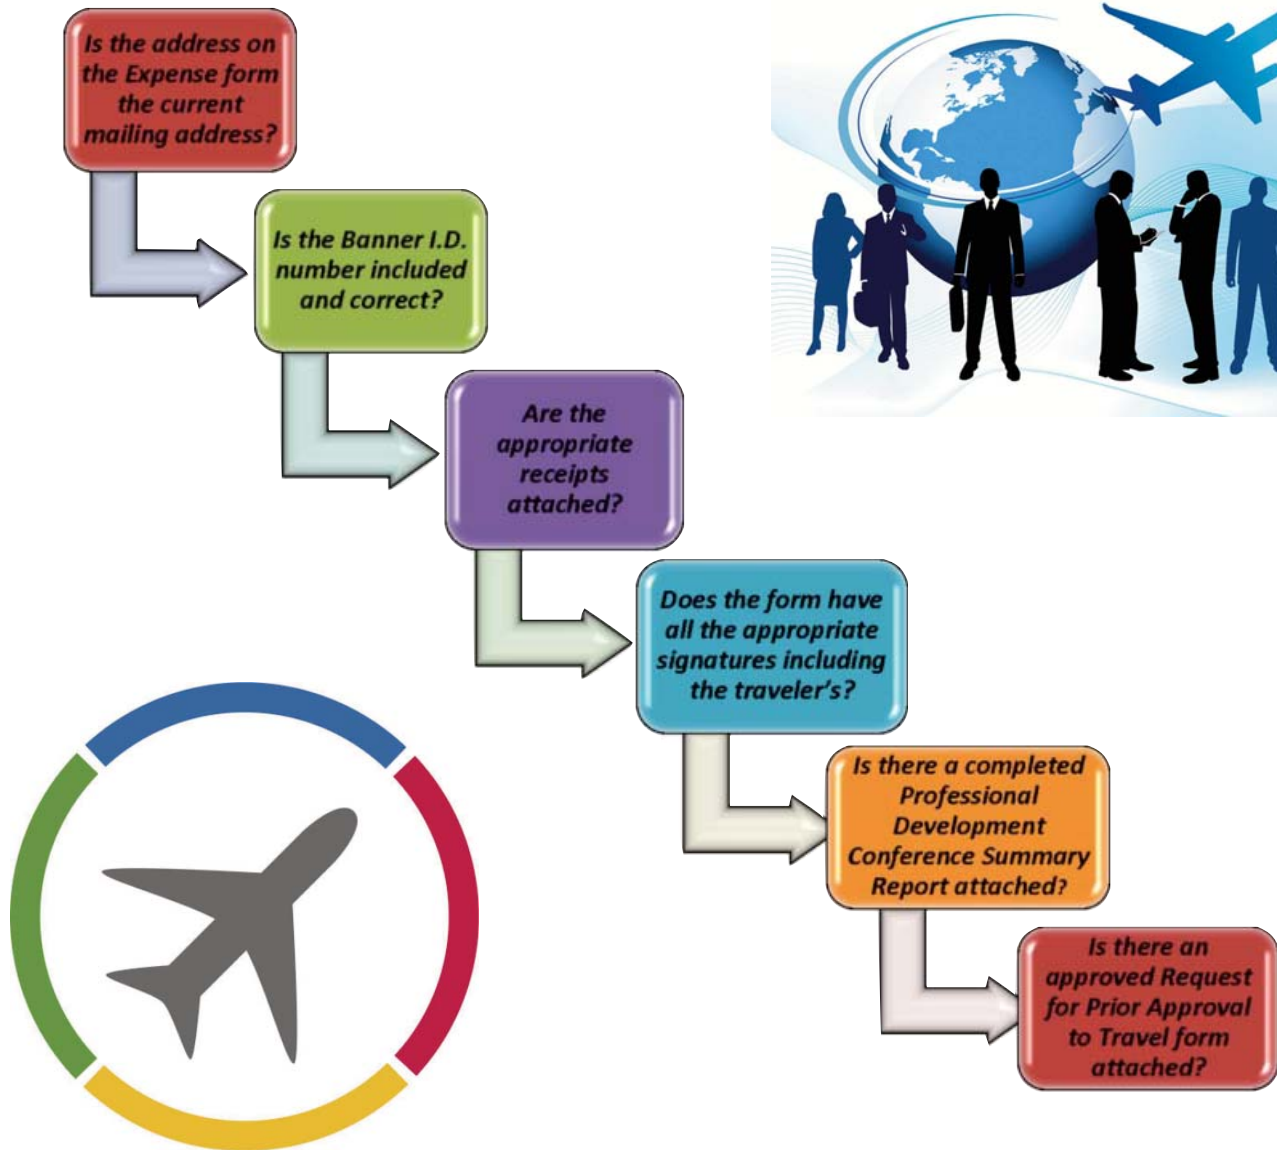 Is the address on
the Expense form
the current
mailing address?
Is the Banner I.D.
number included
and correct?
Are the
appropriate
receipts
attached?
Does the form have
all the appropriate
signatures including
the traveler's?
Is there a completed
Professional
Development
Conference Summary
Report attached?
Is there an
approved Request
for Prior Approval
to Travel form
attached?